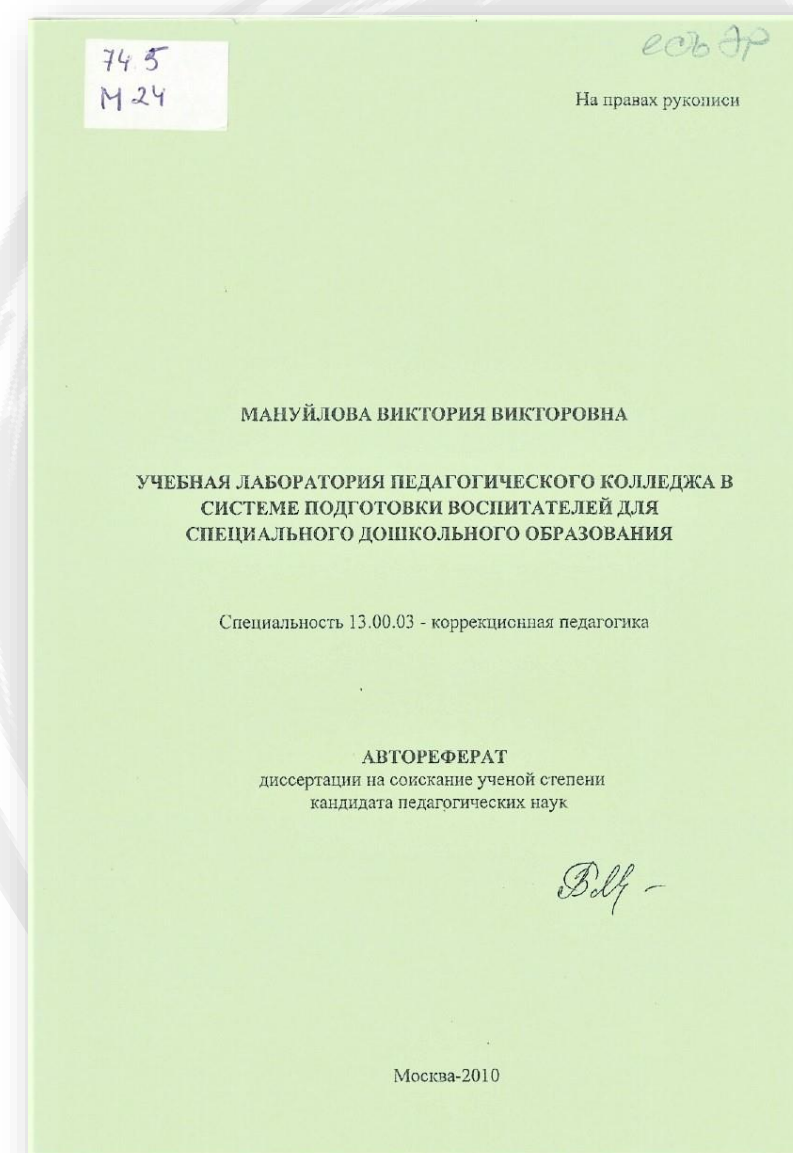 74.5
М 24
есть ЭР
На правах рукописи
МАНУЙЛОВА ВИКТОРИЯ ВИКТОРОВНА
УЧЕБНАЯ ЛАБОРАТОРИЯ ПЕДАГОГИЧЕСКОГО КОЛЛЕДЖА В
СИСТЕМЕ ПОДГОТОВКИ ВОСПИТАТЕЛЕЙ ДЛЯ
СПЕЦИАЛЬНОГО ДОШКОЛЬНОГО ОБРАЗОВАНИЯ
Специальность 13.00.03 - коррекционная педагогика
АВТОРЕФЕРАТ
диссертации на соискание ученой степени
кандидата педагогических наук
Москва-2010